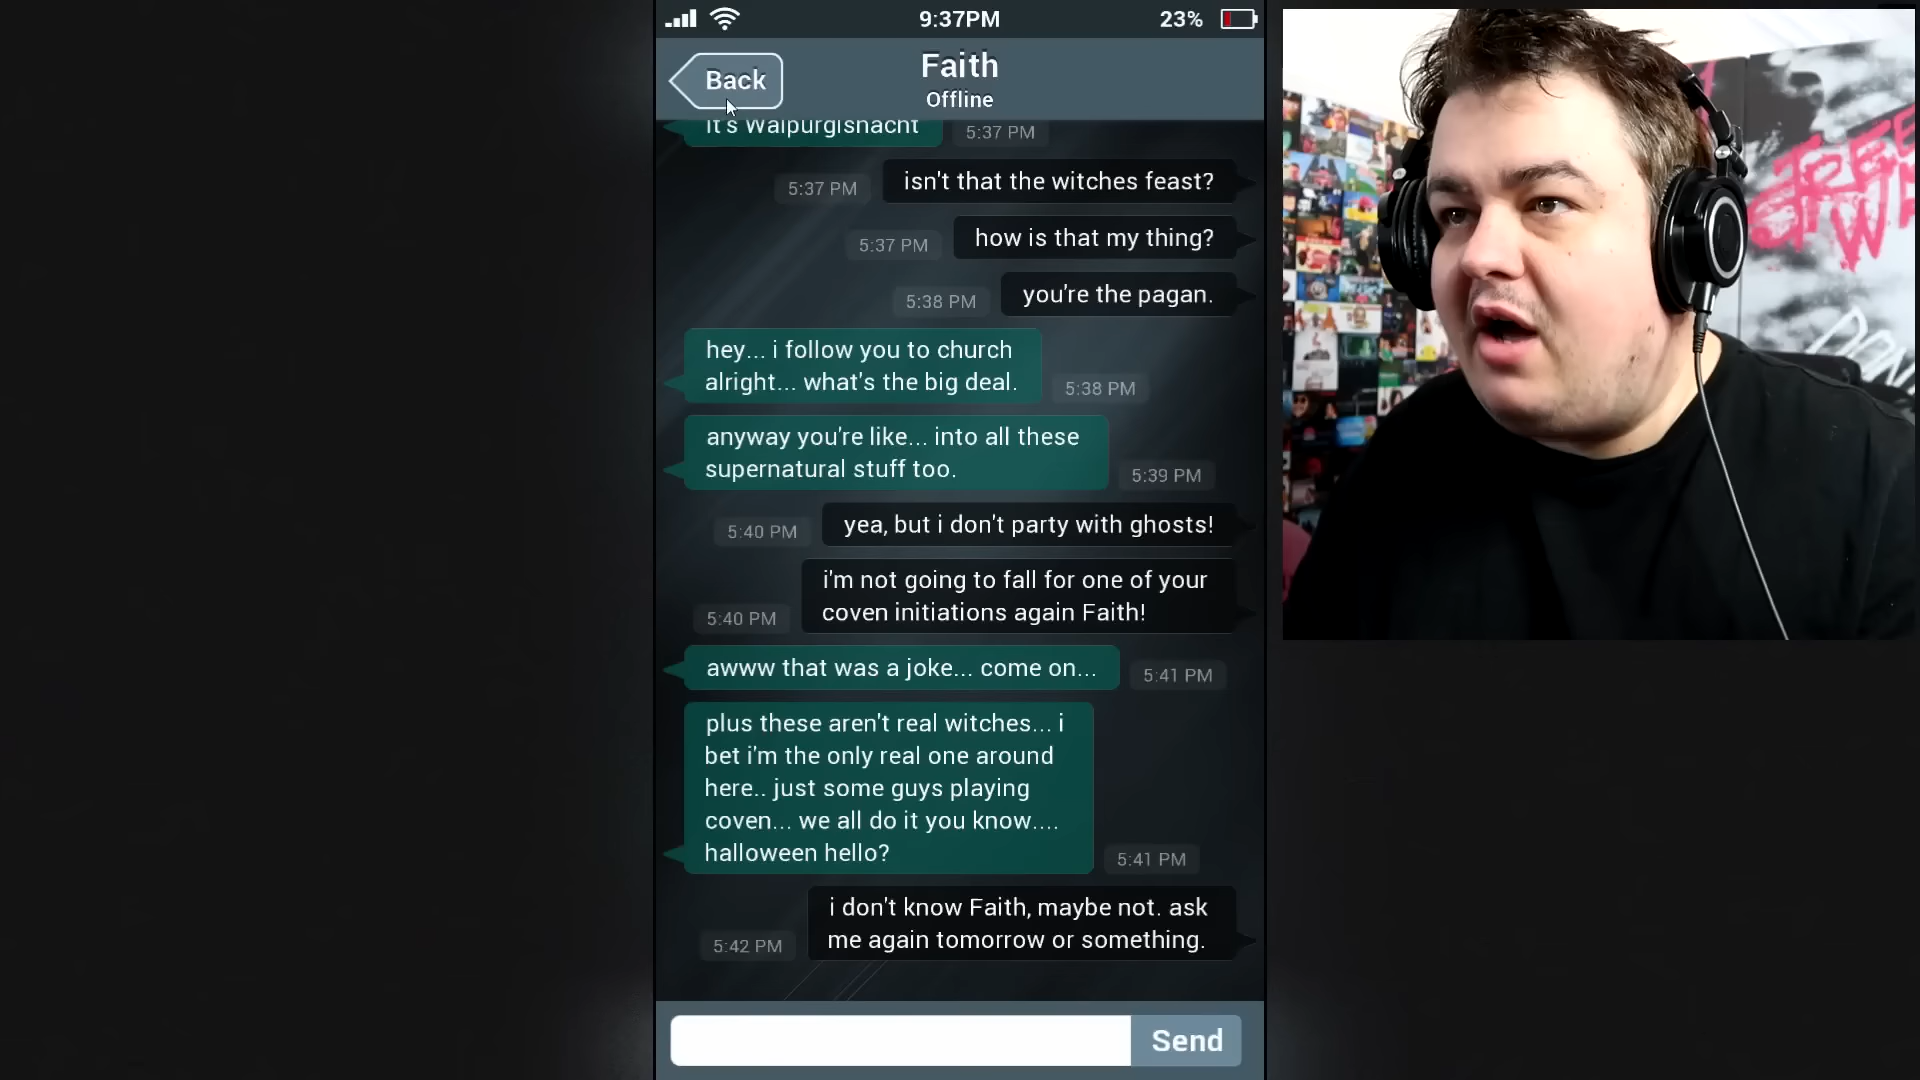 9:37PM
23%
Back
Faith
Offline
it's Walpurgisnacht
5:37 PM
isn't that the witches feast?
5:37 PM
how is that my thing?
5:37 PM
you're the pagan.
5:38 PM
hey... i follow you to church
alright... what's the big deal.
5:38 PM
anyway you're like... into all these
supernatural stuff too.
5:39 PM
yea, but i don't party with ghosts!
5:40 PM
i'm not going to fall for one of your
coven initiations again Faith!
5:40 PM
awww that was a joke... come on...
5:41 PM
plus these aren't real witches... i
bet i'm the only real one around
here.. just some guys playing
coven... we all do it you know....
halloween hello?
5:41 PM
i don't know Faith, maybe not. ask
me again tomorrow or something.
5:42 PM
Send